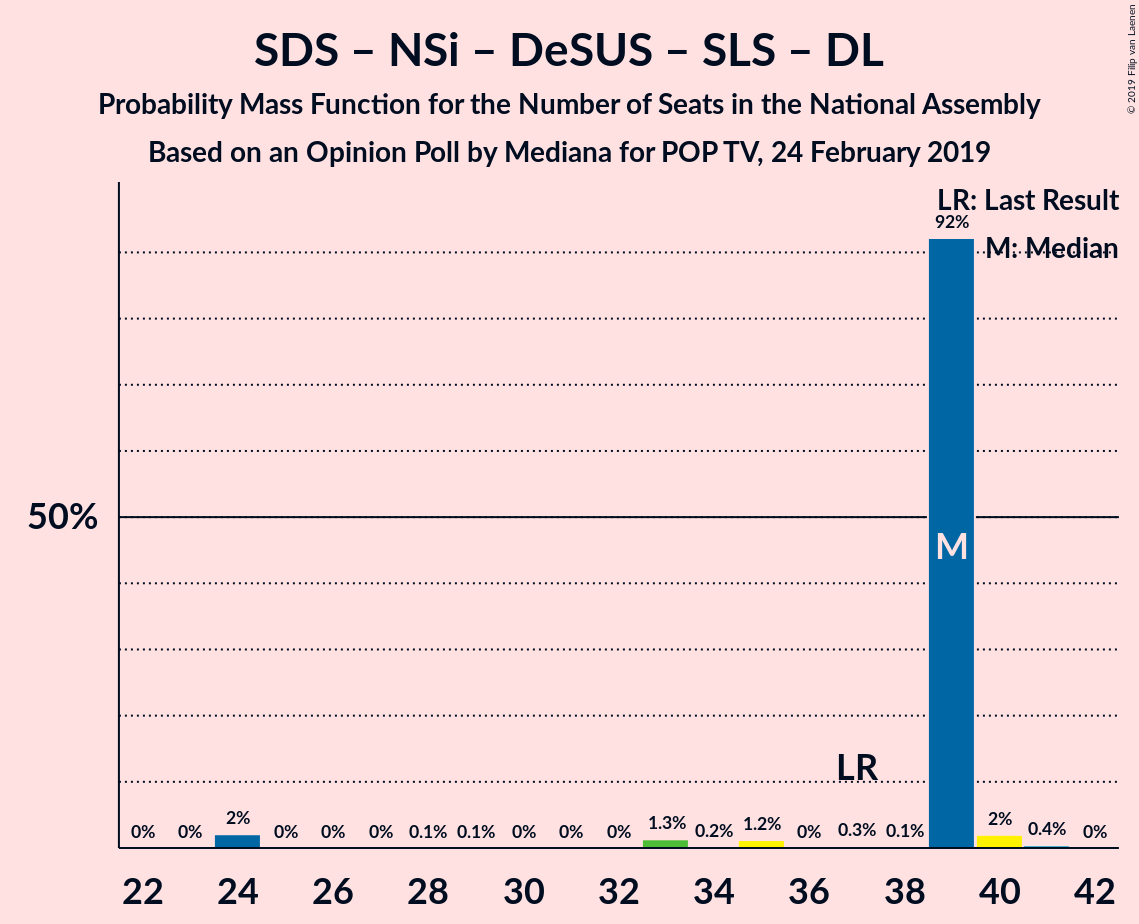 SDS – NSi – DeSUS – SLS – DL
Probability Mass Function for the Number of Seats in the National Assembly
Based on an Opinion Poll by Mediana for POP TV, 24 February 2019
© 2019 Filip van Laenen
LR: Last Result
M: Median
92%
50%
M
LR
0% 0% 2% 0% 0% 0% 0.1% 0.1% 0% 0% 0% 1.3% 0.2% 1.2% 0% 0.3% 0.1% 2% 0.4% 0%
22 24 26 28 30 32 34 36 38 40 42